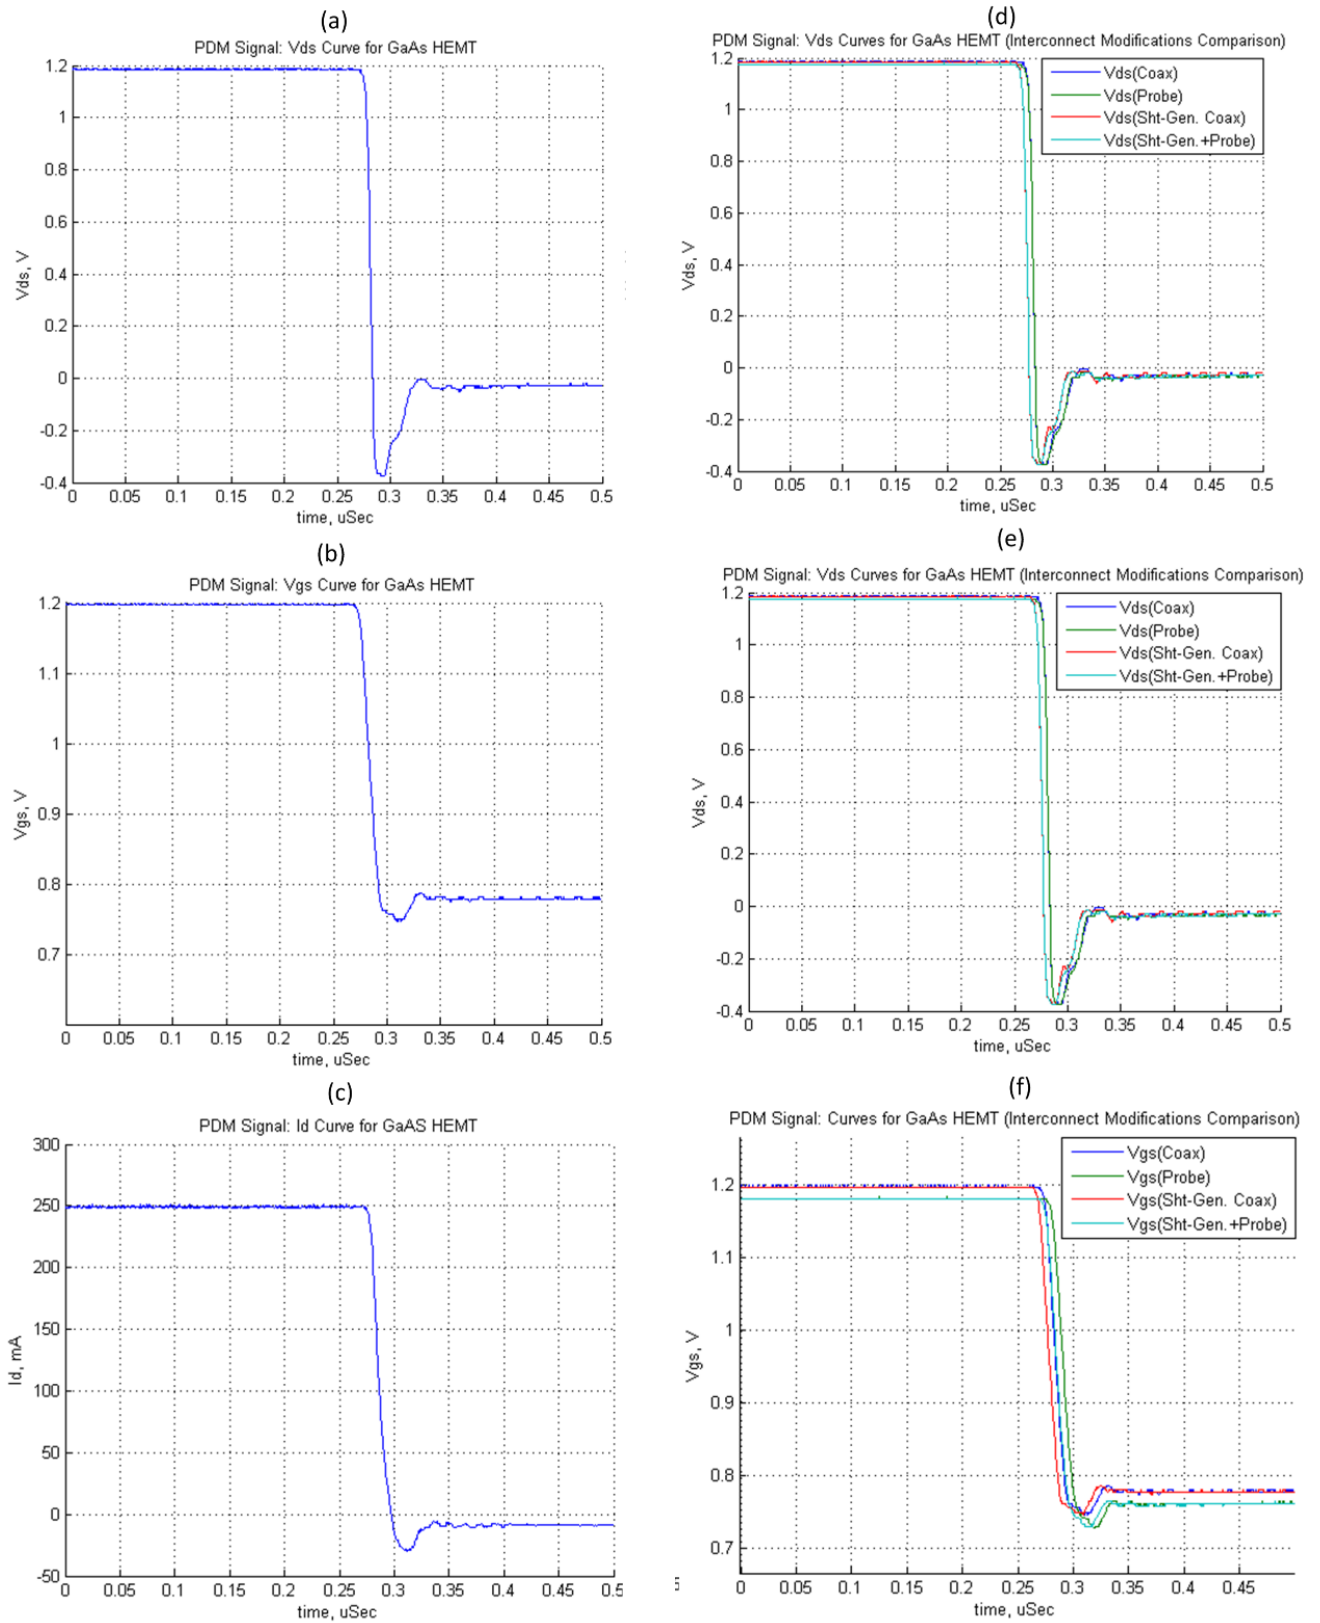 (a)
PDM Signal: Vds Curve for GaAs HEMT
1.2
1
0.8
0.6
0.4
0.2
0
-0.2
-0.4
Vds, V
0 0.05 0.1 0.15 0.2 0.25 0.3 0.35 0.4 0.45 0.5
time, uSec
(b)
PDM Signal: Vgs Curve for GaAs HEMT
1.2
1.1
1
0.9
0.8
0.7
Vgs, V
0 0.05 0.1 0.15 0.2 0.25 0.3 0.35 0.4 0.45 0.5
time, uSec
(c)
PDM Signal: Id Curve for GaAS HEMT
300
250
200
150
100
50
0
-50
Id, mA
0 0.05 0.1 0.15 0.2 0.25 0.3 0.35 0.4 0.45 0.5
time, uSec
(d)
PDM Signal: Vds Curves for GaAs HEMT (Interconnect Modifications Comparison)
Vds(Coax)
Vds(Probe)
Vds(Sht-Gen. Coax)
Vds(Sht-Gen.+Probe)
1.2
1
0.8
0.6
0.4
0.2
0
-0.2
-0.4
Vds, V
0 0.05 0.1 0.15 0.2 0.25 0.3 0.35 0.4 0.45 0.5
time, uSec
(e)
PDM Signal: Vds Curves for GaAs HEMT (Interconnect Modifications Comparison)
Vds(Coax)
Vds(Probe)
Vds(Sht-Gen. Coax)
Vds(Sht-Gen.+Probe)
1.2
1
0.8
0.6
0.4
0.2
0
-0.2
-0.4
Vds, V
0 0.05 0.1 0.15 0.2 0.25 0.3 0.35 0.4 0.45 0.5
time, uSec
(f)
PDM Signal: Curves for GaAs HEMT (Interconnect Modifications Comparison)
Vgs(Coax)
Vgs(Probe)
Vgs(Sht-Gen. Coax)
Vgs(Sht-Gen.+Probe)
1.2
1.1
1
0.9
0.8
0.7
Vgs, V
0 0.05 0.1 0.15 0.2 0.25 0.3 0.35 0.4 0.45
time, uSec